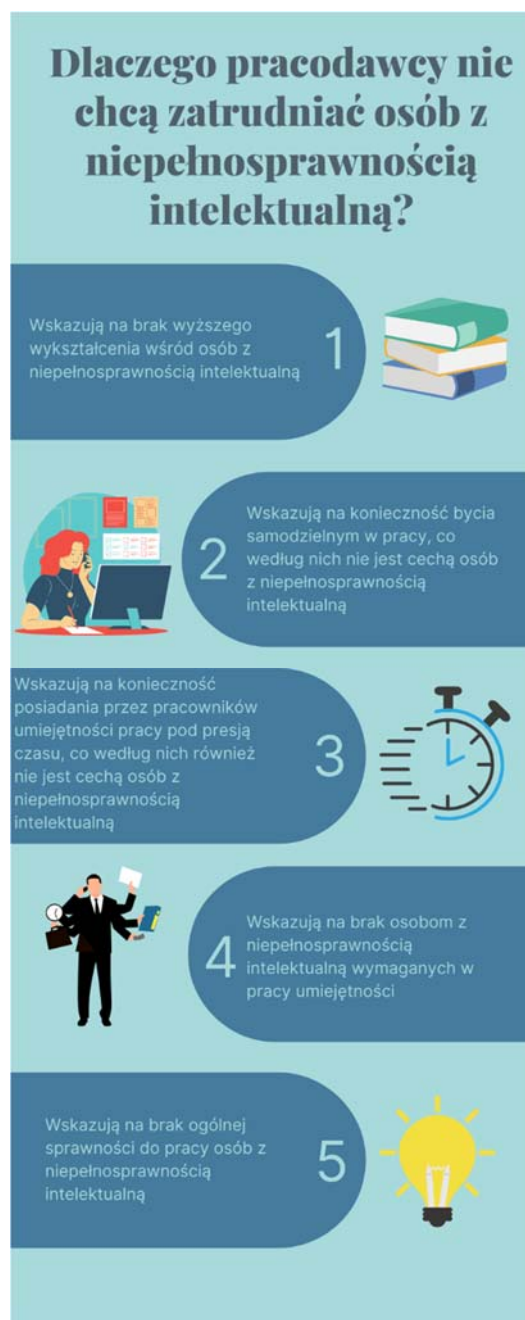 Dlaczego pracodawcy nie
chcą zatrudniać osób z
niepełnosprawnością
intelektualną?
Wskazują na brak wyższego
wykształcenia wśród osób z
niepełnosprawnością intelektualną
1
2
Wskazują na konieczność bycia
samodzielnym w pracy, co
według nich nie jest cechą osób
z niepełnosprawnością
intelektualną
Wskazują na konieczność
posiadania przez pracowników
umiejętności pracy pod presją
czasu, co według nich również
nie jest cechą osób z
niepełnosprawnością
intelektualną
3
4
Wskazują na brak osobom z
niepełnosprawnością
intelektualną wymaganych w
pracy umiejętności
Wskazują na brak ogólnej
sprawności do pracy osób z
niepełnosprawnością
intelektualną
5